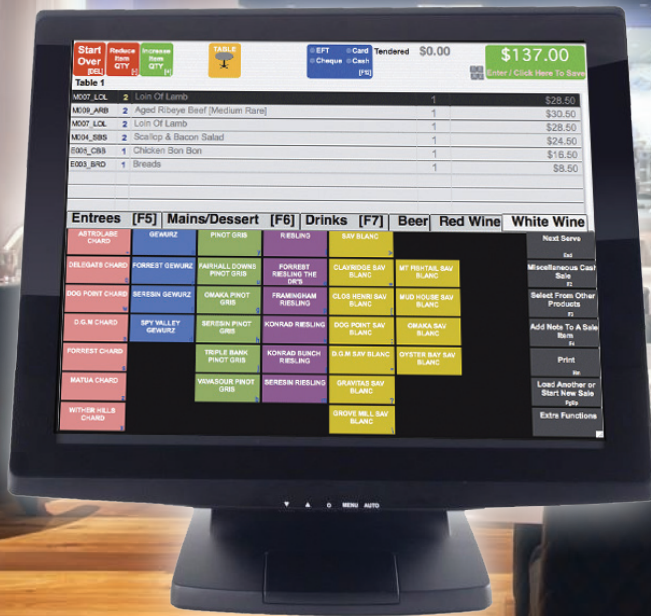 Start Over [DEL]
Reduce Item QTY [-]
Increase Item QTY [+]
TABLE
EFT Card
Cheque Cash
[F8]
Tendered $0.00
$137.00
Enter / Click Here To Save
Table 1
M007_LOL 2 Loin Of Lamb 1 $28.50
M009_ARB 2 Aged Ribeye Beef [Medium Rare] 1 $30.50
M007_LOL 2 Loin Of Lamb 1 $28.50
M004_SBS 2 Scallop & Bacon Salad 1 $24.50
E005_CBB 1 Chicken Bon Bon 1 $16.50
E003_BRD 1 Breads 1 $8.50
Entrees [F5] Mains/Dessert [F6] Drinks [F7] Beer Red Wine White Wine
ASTROLABE CHARD
GEWURZ
PINOT GRIS
RIESLING
SAV BLANC
Next Serve
End
DELEGATS CHARD
FORREST GEWURZ
FAIRHALL DOWNS PINOT GRIS
FORREST RIESLING THE DR'S
CLAYRIDGE SAV BLANC
MT FISHTAIL SAV BLANC
Miscellaneous Cash Sale
F2
DOG POINT CHARD
SERESIN GEWURZ
OMAKA PINOT GRIS
FRAMINGHAM RIESLING
CLOS HENRI SAV BLANC
MUD HOUSE SAV BLANC
Select From Other Products
F3
D.G.M CHARD
SPY VALLEY GEWURZ
SERESIN PINOT GRIS
KONRAD RIESLING
DOG POINT SAV BLANC
OMAKA SAV BLANC
Add Note To A Sale Item
F4
FORREST CHARD
TRIPLE BANK PINOT GRIS
KONRAD BUNCH RIESLING
D.G.M SAV BLANC
OYSTER BAY SAV BLANC
Print
MATUA CHARD
VAVASOUR PINOT GRIS
SERESIN RIESLING
GRAVITAS SAV BLANC
Load Another or Start New Sale
PgUp
WITHER HILLS CHARD
GROVE MILL SAV BLANC
Extra Functions
MENU AUTO